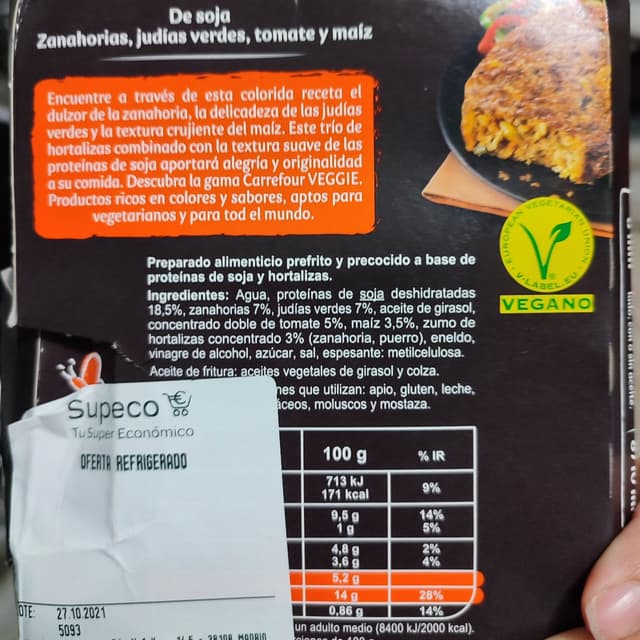 De soja
Zanahorias, judías verdes, tomate y maíz
Encuentre a través de esta colorida receta el
dulzor de la zanahoria, la delicadeza de las judías
verdes y la textura crujiente del maíz. Este trío de
hortalizas combinado con la textura suave de las
proteínas de soja aportará alegría y originalidad
a su comida. Descubra la gama Carrefour VEGGIE.
Productos ricos en colores y sabores, aptos para
vegetarianos y para tod el mundo.
EUROPEAN VEGETARIAN UNION
V-LABEL.EU
VEGANO
Preparado alimenticio prefrito y precocido a base de
proteínas de soja y hortalizas.
Ingredientes: Agua, proteínas de soja deshidratadas
18,5%, zanahorias 7%, judías verdes 7%, aceite de girasol,
concentrado doble de tomate 5%, maíz 3,5%, zumo de
hortalizas concentrado 3% (zanahoria, puerro), eneldo,
vinagre de alcohol, azúcar, sal, espesante: metilcelulosa.
Aceite de fritura: aceites vegetales de girasol y colza.
nes que utilizan: apio, gluten, leche,
áceos, moluscos y mostaza.
Supeco
Tu Super Económico
OFERTA REFRIGERADO
OTE: 27.10.2021
5093
28108 MADRID
100 g % IR
713 kJ
171 kcal 9%
9,5 g 14%
1 g 5%
4,8 g 2%
3,6 g 4%
5,2 g
14 g 28%
0,86 g 14%
un adulto medio (8400 kJ/2000 kcal).